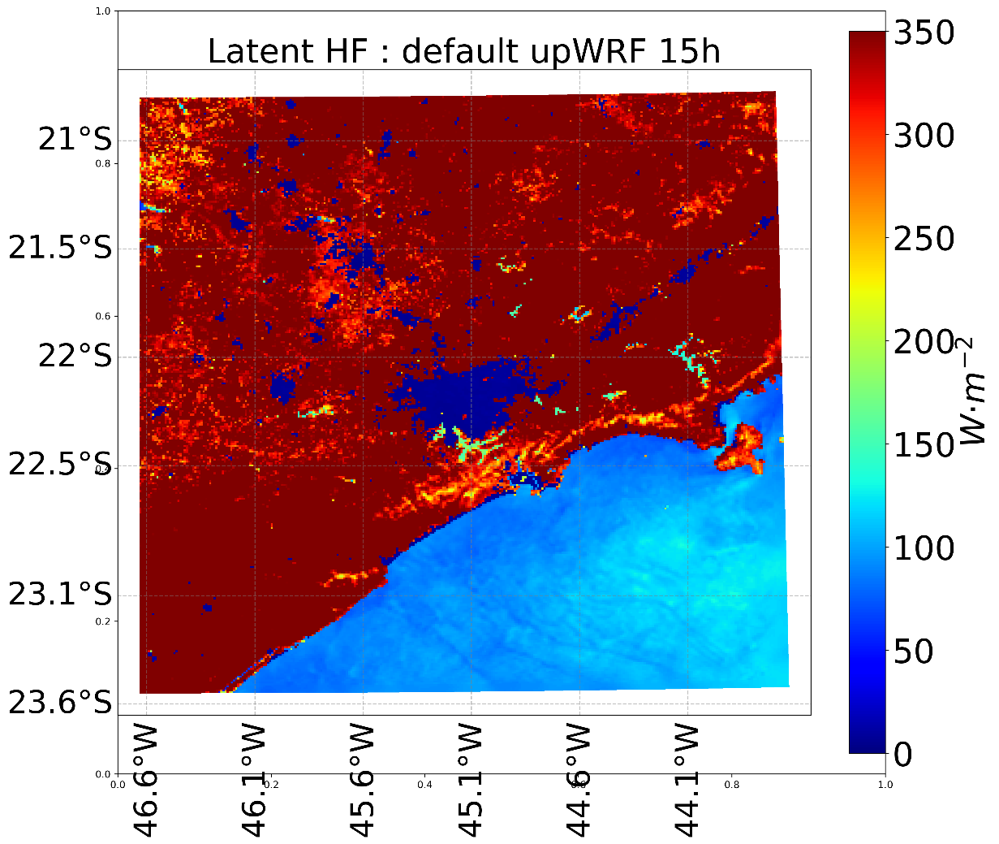 1.0
Latent HF : default upWRF 15h
350
300
250
200
150
100
50
0
W·m⁻²
21°S
0.8
21.5°S
0.6
22°S
22.5°S
0.4
23.1°S
0.2
23.6°S
0.0
0.0
0.2
0.4
0.6
0.8
1.0
46.6°W
46.1°W
45.6°W
45.1°W
44.6°W
44.1°W